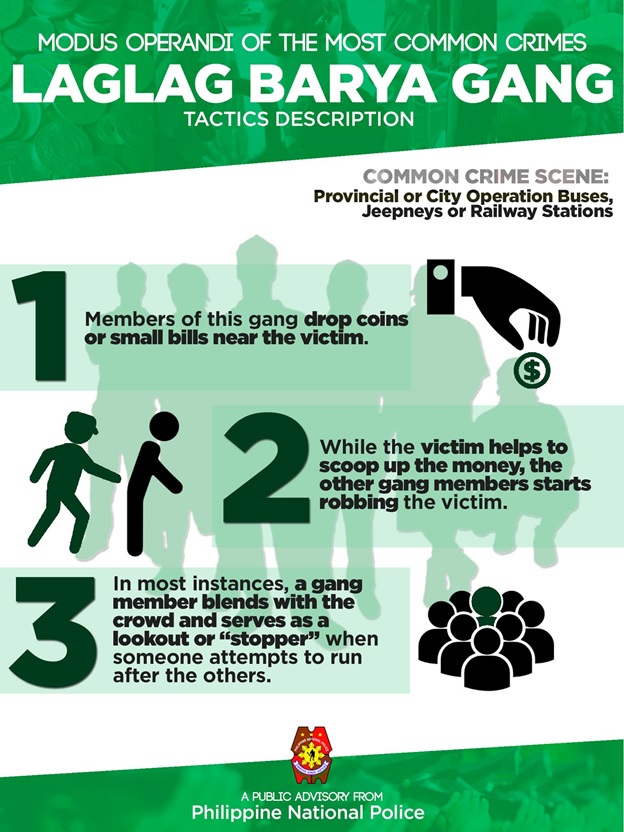 MODUS OPERANDI OF THE MOST COMMON CRIMES
LAGLAG BARYA GANG
TACTICS DESCRIPTION
COMMON CRIME SCENE:
Provincial or City Operation Buses,
Jeepneys or Railway Stations
1
Members of this gang drop coins
or small bills near the victim.
$
2
While the victim helps to
scoop up the money, the
other gang members starts
robbing the victim.
3
In most instances, a gang
member blends with the
crowd and serves as a
lookout or “stopper” when
someone attempts to run
after the others.
A PUBLIC ADVISORY FROM
Philippine National Police